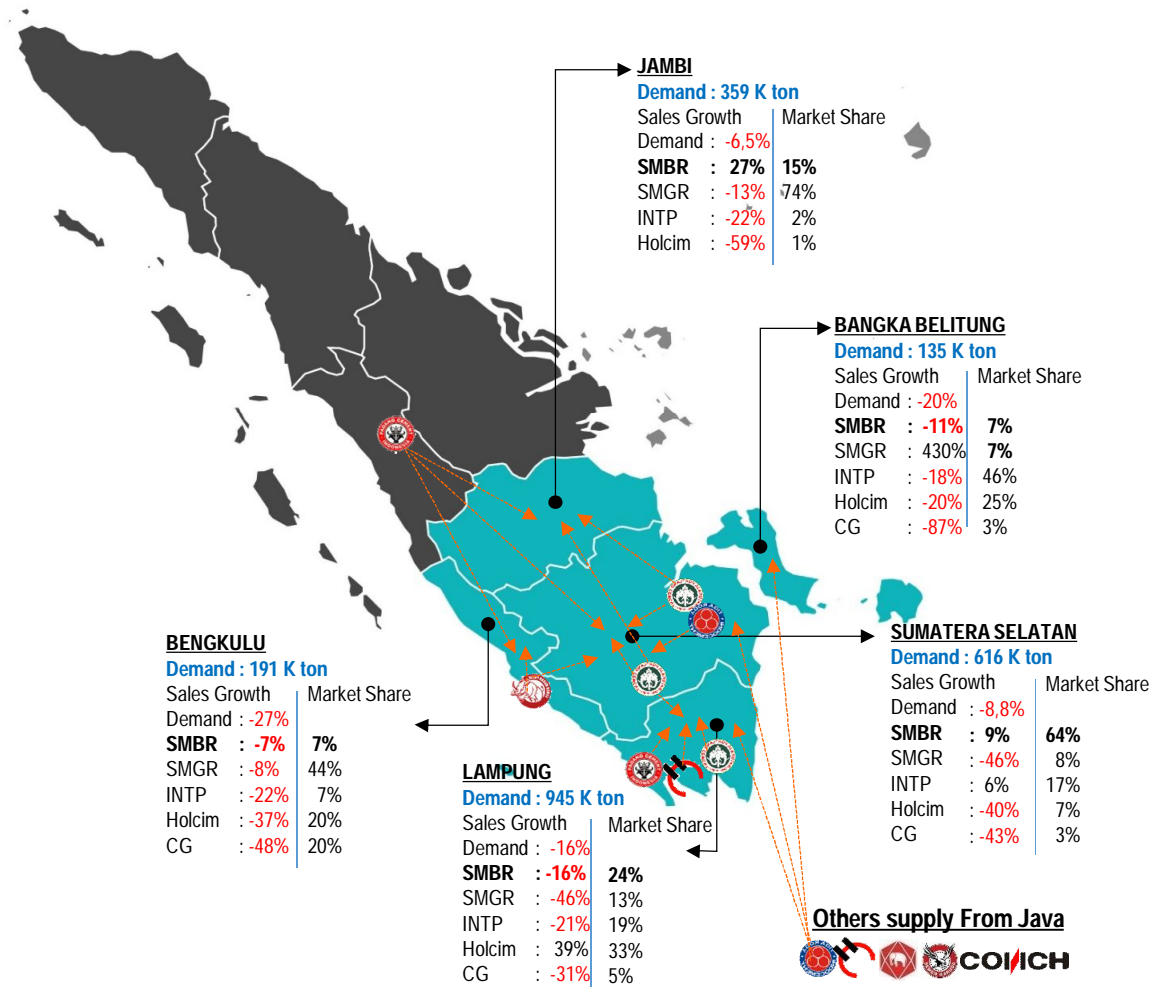 JAMBI
Demand : 359 K ton
Sales Growth Market Share
Demand : -6,5%
SMBR : 27% 15%
SMGR : -13% 74%
INTP : -22% 2%
Holcim : -59% 1%
BANGKA BELITUNG
Demand : 135 K ton
Sales Growth Market Share
Demand : -20%
SMBR : -11% 7%
SMGR : 430% 7%
INTP : -18% 46%
Holcim : -20% 25%
CG : -87% 3%
BENGKULU
Demand : 191 K ton
Sales Growth Market Share
Demand : -27%
SMBR : -7% 7%
SMGR : -8% 44%
INTP : -22% 7%
Holcim : -37% 20%
CG : -48% 20%
SUMATERA SELATAN
Demand : 616 K ton
Sales Growth Market Share
Demand : -8,8%
SMBR : 9% 64%
SMGR : -46% 8%
INTP : 6% 17%
Holcim : -40% 7%
CG : -43% 3%
LAMPUNG
Demand : 945 K ton
Sales Growth Market Share
Demand : -16%
SMBR : -16% 24%
SMGR : -46% 13%
INTP : -21% 19%
Holcim : 39% 33%
CG : -31% 5%
Others supply From Java
CONCH